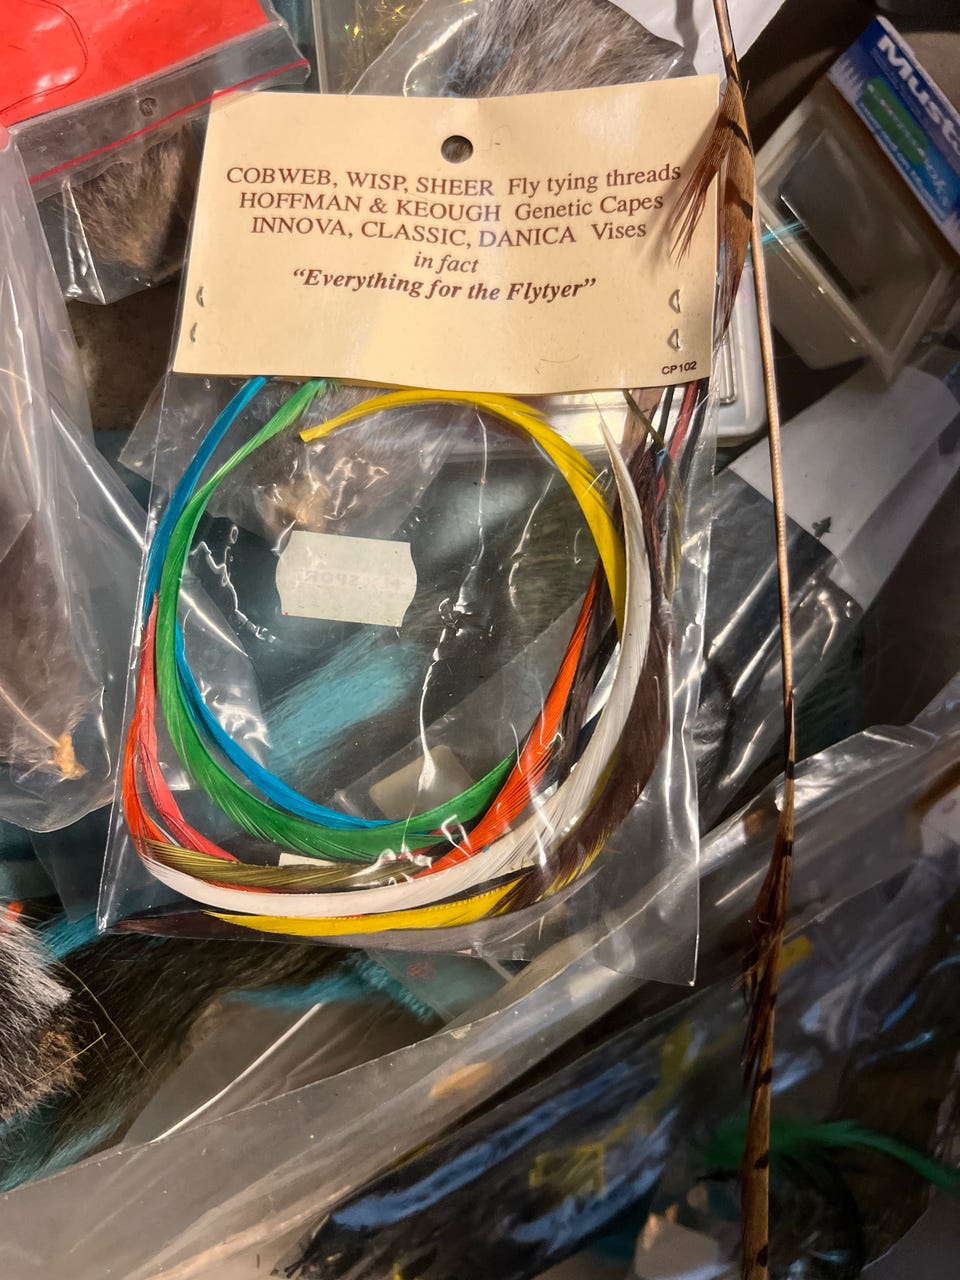 COBWEB, WISP, SHEER Fly tying threads
HOFFMAN & KEOUGH Genetic Capes
INNOVA, CLASSIC, DANICA Vises
in fact
"Everything for the Flytyer"
CP102
Must